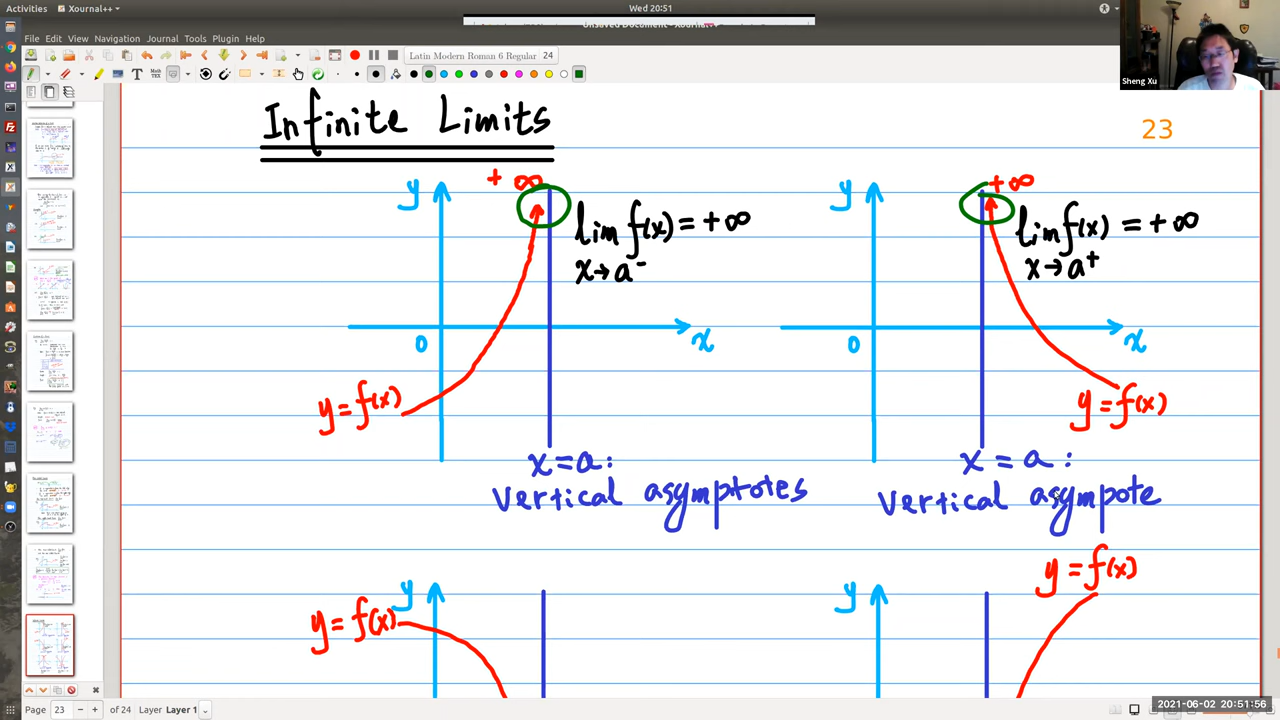 Activities
Xournal++
Wed 20:51
File Edit View Navigation Journal Tools Plugin Help
Latin Modern Roman 6 Regular 24
Sheng Xu
Infinite Limits
23
y
+ ∞
lim f(x) = +∞
x→a⁻
0
x
y = f(x)
x = a:
vertical asymptotes
y
+∞
lim f(x) = +∞
x→a⁺
0
x
y = f(x)
x = a:
vertical asympote
y
y = f(x)
y
y = f(x)
Page 23 of 24 Layer Layer 1
2021-06-02 20:51:56